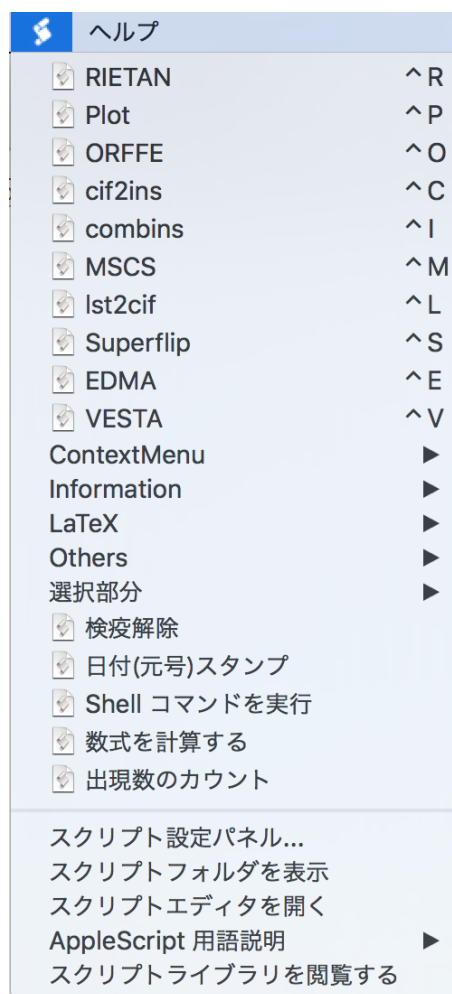 ヘルプ
RIETAN ^R
Plot ^P
ORFFE ^O
cif2ins ^C
combins ^I
MSCS ^M
lst2cif ^L
Superflip ^S
EDMA ^E
VESTA ^V
ContextMenu ▶
Information ▶
LaTeX ▶
Others ▶
選択部分 ▶
検疫解除
日付(元号)スタンプ
Shell コマンドを実行
数式を計算する
出現数のカウント
スクリプト設定パネル...
スクリプトフォルダを表示
スクリプトエディタを開く
AppleScript 用語説明 ▶
スクリプトライブラリを閲覧する